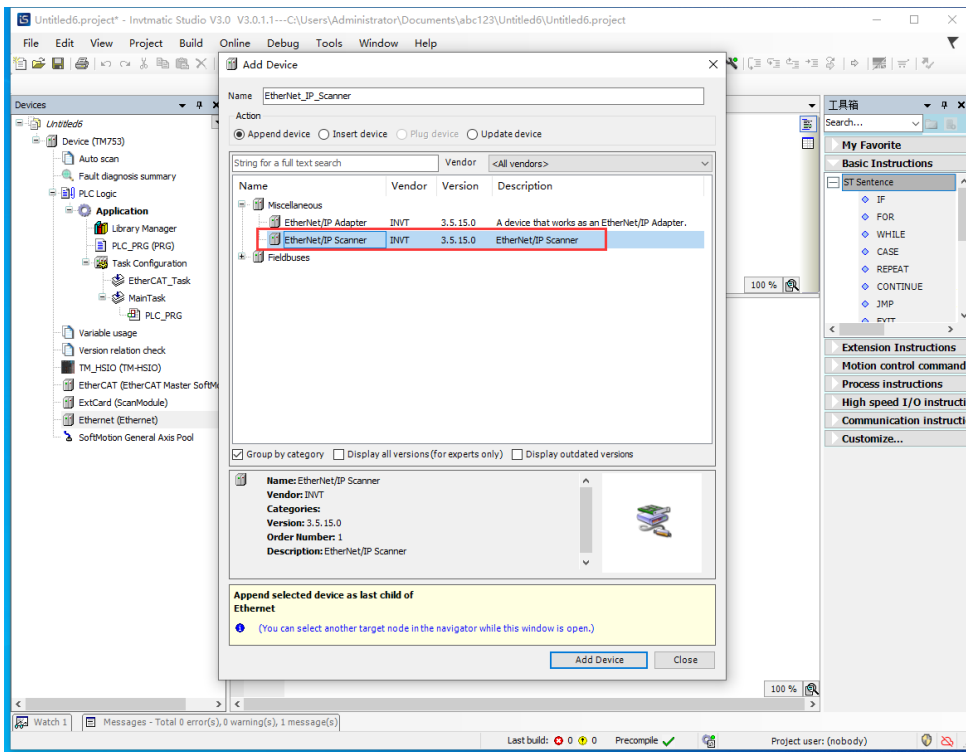 Untitled6.project* - Invtmatic Studio V3.0 V3.0.1.1---C:\Users\Administrator\Documents\abc123\Untitled6\Untitled6.project
File Edit View Project Build Online Debug Tools Window Help
Add Device
Name EtherNet_IP_Scanner
Action
Append device Insert device Plug device Update device
String for a full text search Vendor <All vendors>
Name Vendor Version Description
Miscellaneous
EtherNet/IP Adapter INVT 3.5.15.0 A device that works as an EtherNet/IP Adapter.
EtherNet/IP Scanner INVT 3.5.15.0 EtherNet/IP Scanner
Fieldbuses
Group by category Display all versions(for experts only) Display outdated versions
Name: EtherNet/IP Scanner
Vendor: INVT
Categories:
Version: 3.5.15.0
Order Number: 1
Description: EtherNet/IP Scanner
Append selected device as last child of
Ethernet
(You can select another target node in the navigator while this window is open.)
Add Device Close
Devices
Untitled6
Device (TM753)
Auto scan
Fault diagnosis summary
PLC Logic
Application
Library Manager
PLC_PRG (PRG)
Task Configuration
EtherCAT_Task
MainTask
PLC_PRG
Variable usage
Version relation check
TM_HSIO (TM-HSIO)
EtherCAT (EtherCAT Master SoftM
ExtCard (ScanModule)
Ethernet (Ethernet)
SoftMotion General Axis Pool
100 %
100 %
工具箱
Search...
My Favorite
Basic Instructions
ST Sentence
IF
FOR
WHILE
CASE
REPEAT
CONTINUE
JMP
EXIT
Extension Instructions
Motion control command
Process instructions
High speed I/O instructi
Communication instructi
Customize...
Watch 1 Messages - Total 0 error(s), 0 warning(s), 1 message(s)
Last build: 0 0 Precompile Project user: (nobody)